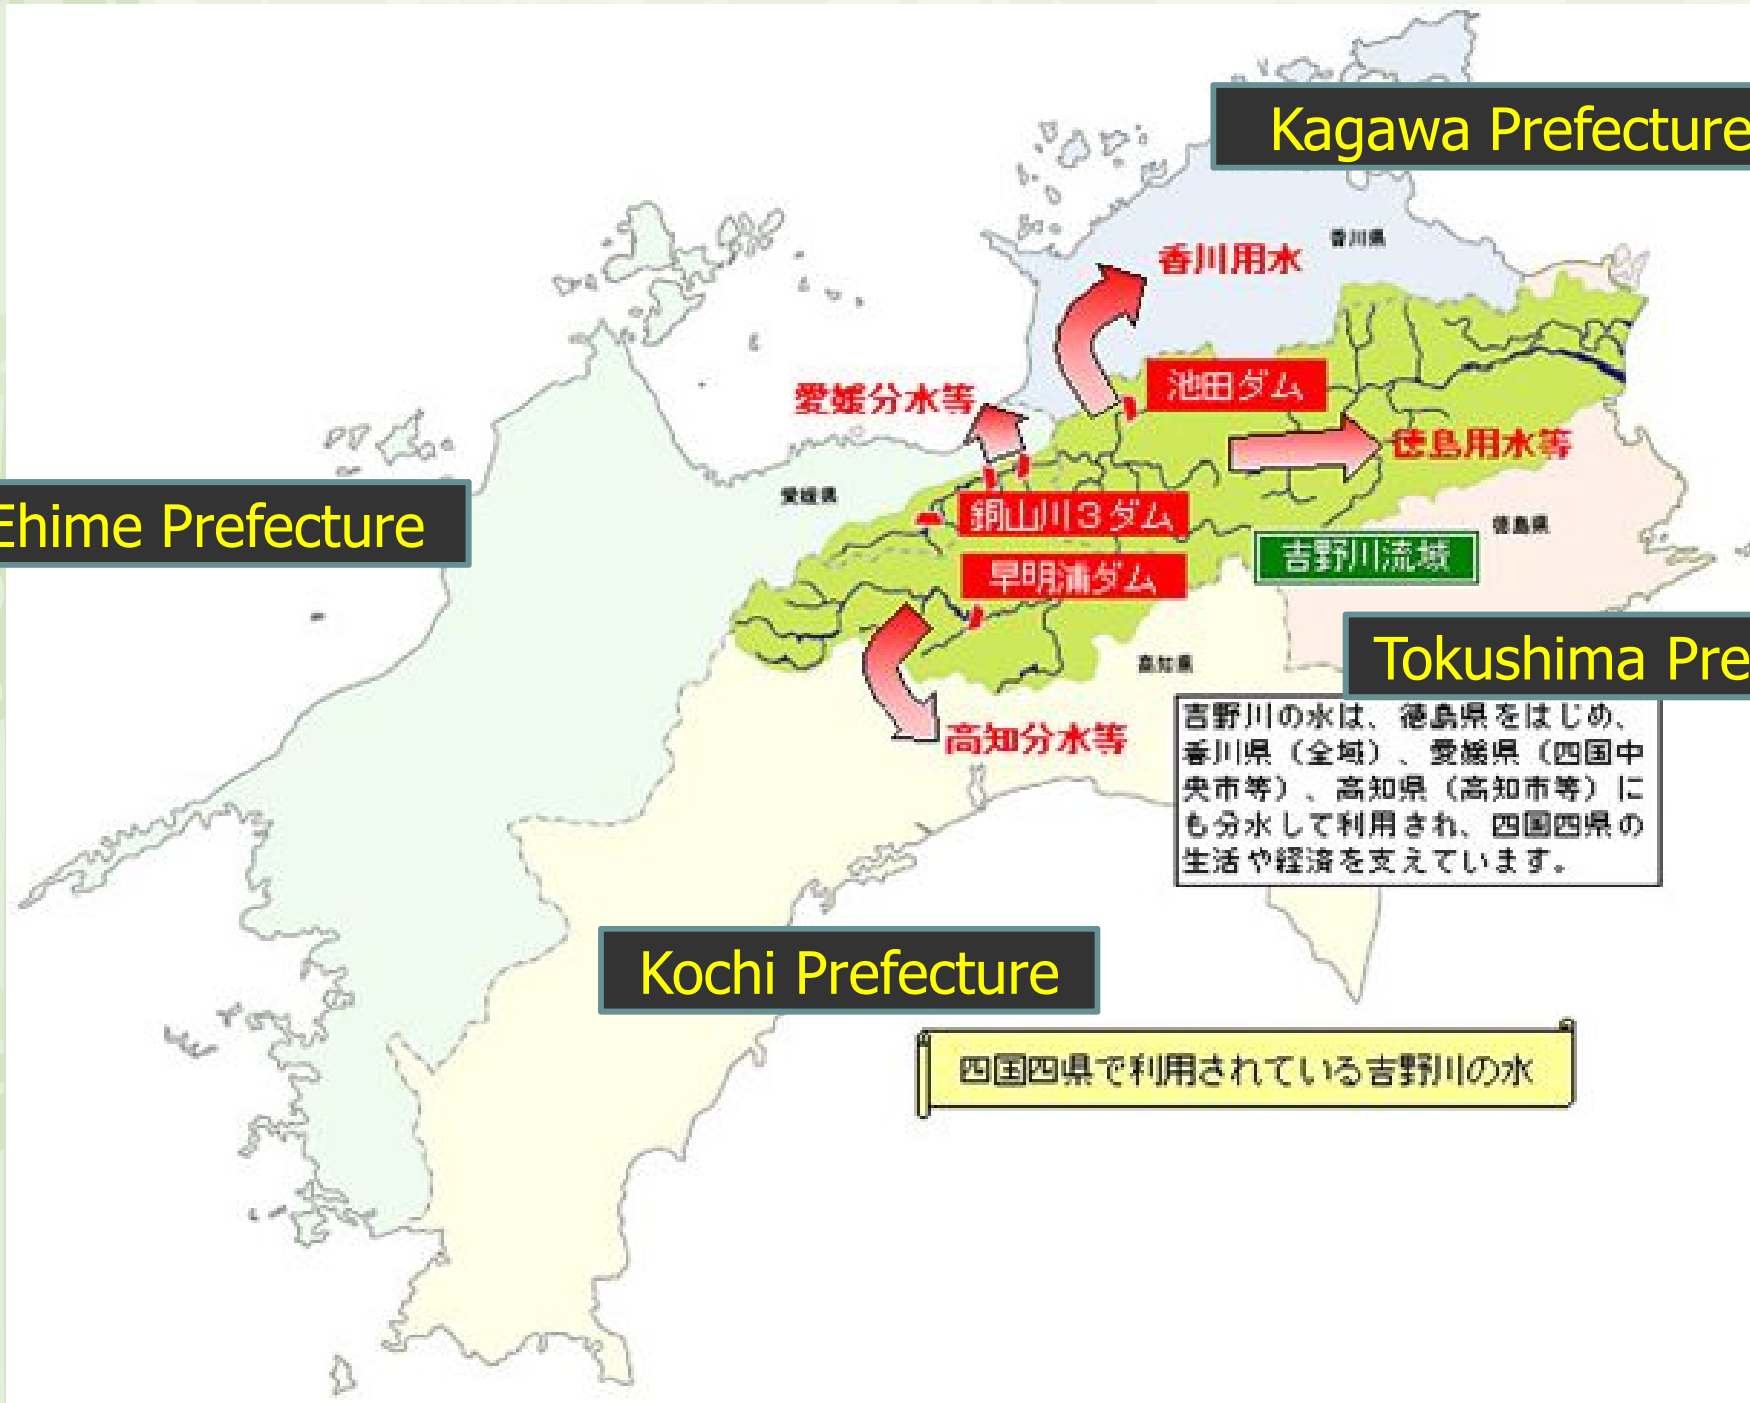 Kagawa Prefecture
香川県
香川用水
池田ダム
愛媛分水等
徳島用水等
愛媛県
Ehime Prefecture
銅山川3ダム
徳島県
吉野川流域
早明浦ダム
高知県
Tokushima Pre
高知分水等
吉野川の水は、徳島県をはじめ、
香川県（全域）、愛媛県（四国中
央市等）、高知県（高知市等）に
も分水して利用され、四国四県の
生活や経済を支えています。
Kochi Prefecture
四国四県で利用されている吉野川の水